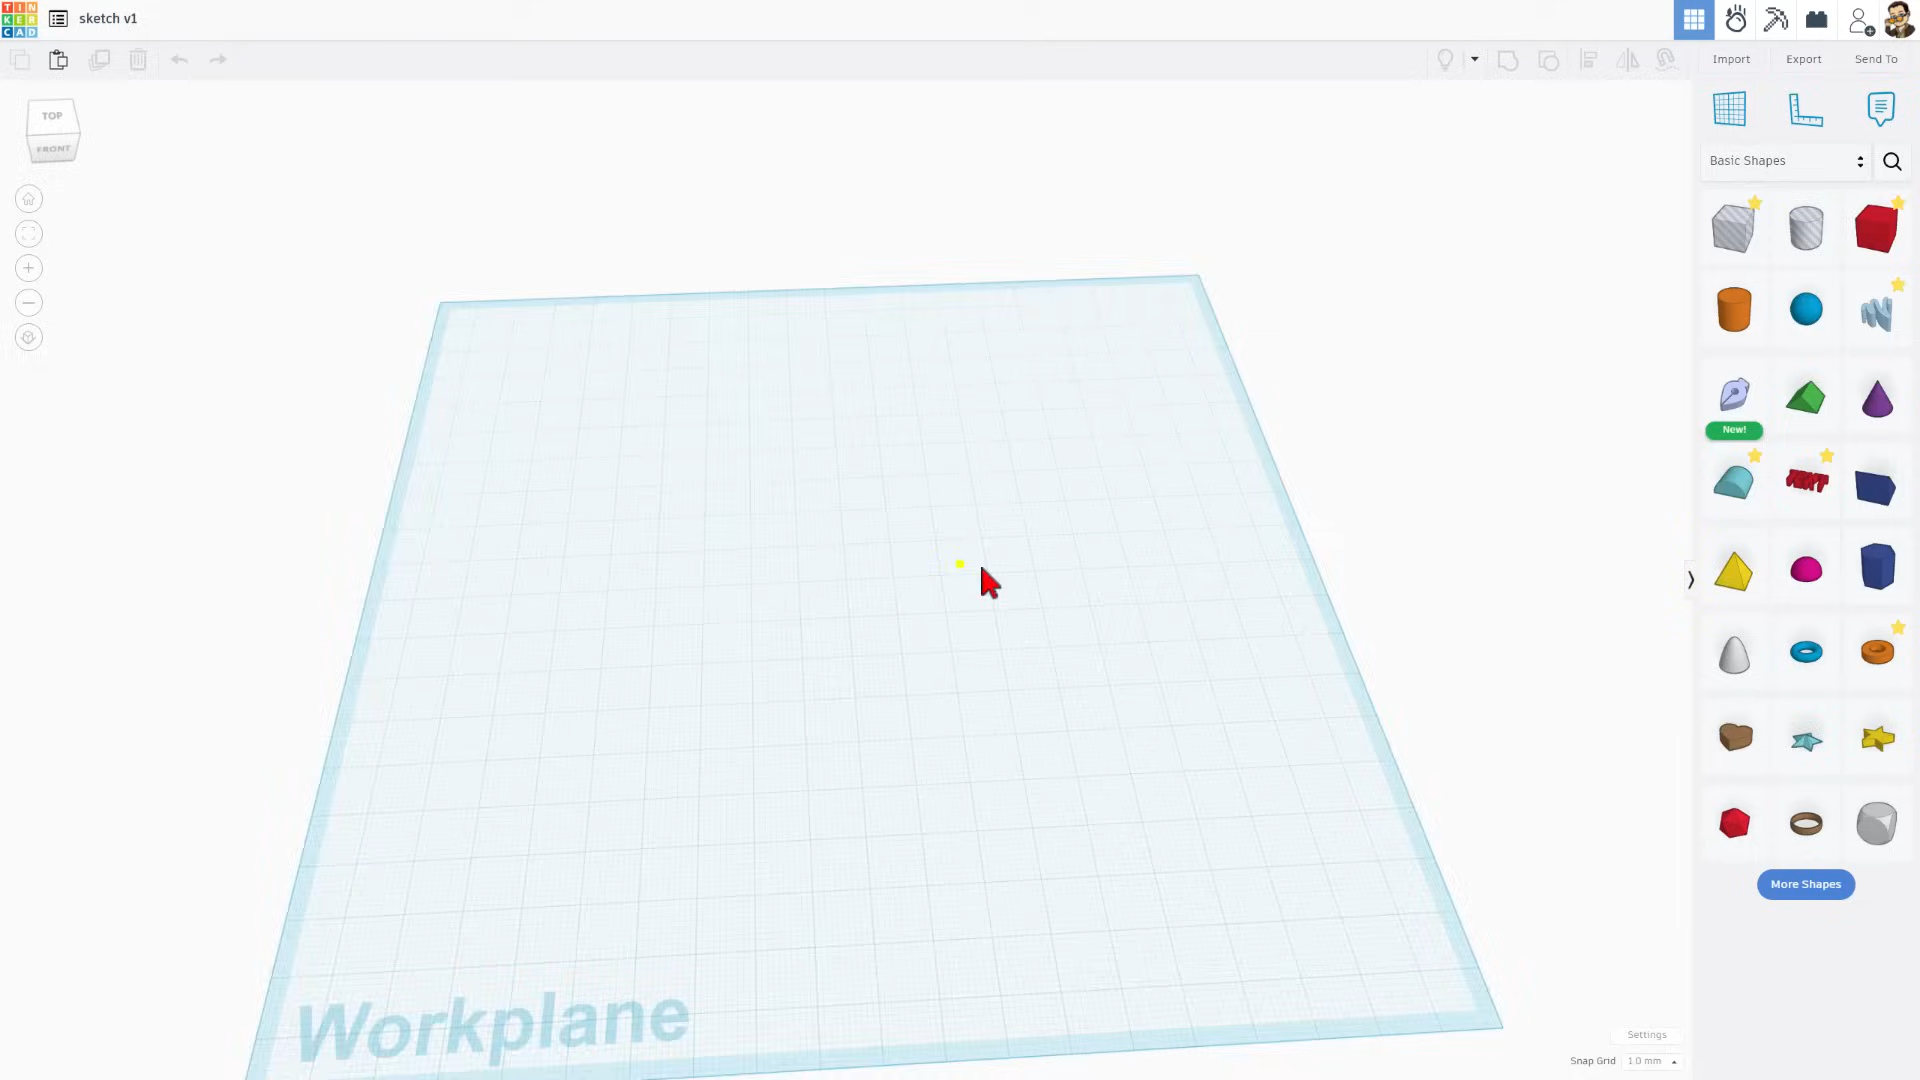 TIN
KER
CAD
sketch v1
Import
Export
Send To
TOP
FRONT
Basic Shapes
New!
TEXT
More Shapes
Workplane
Settings
Snap Grid
1.0 mm